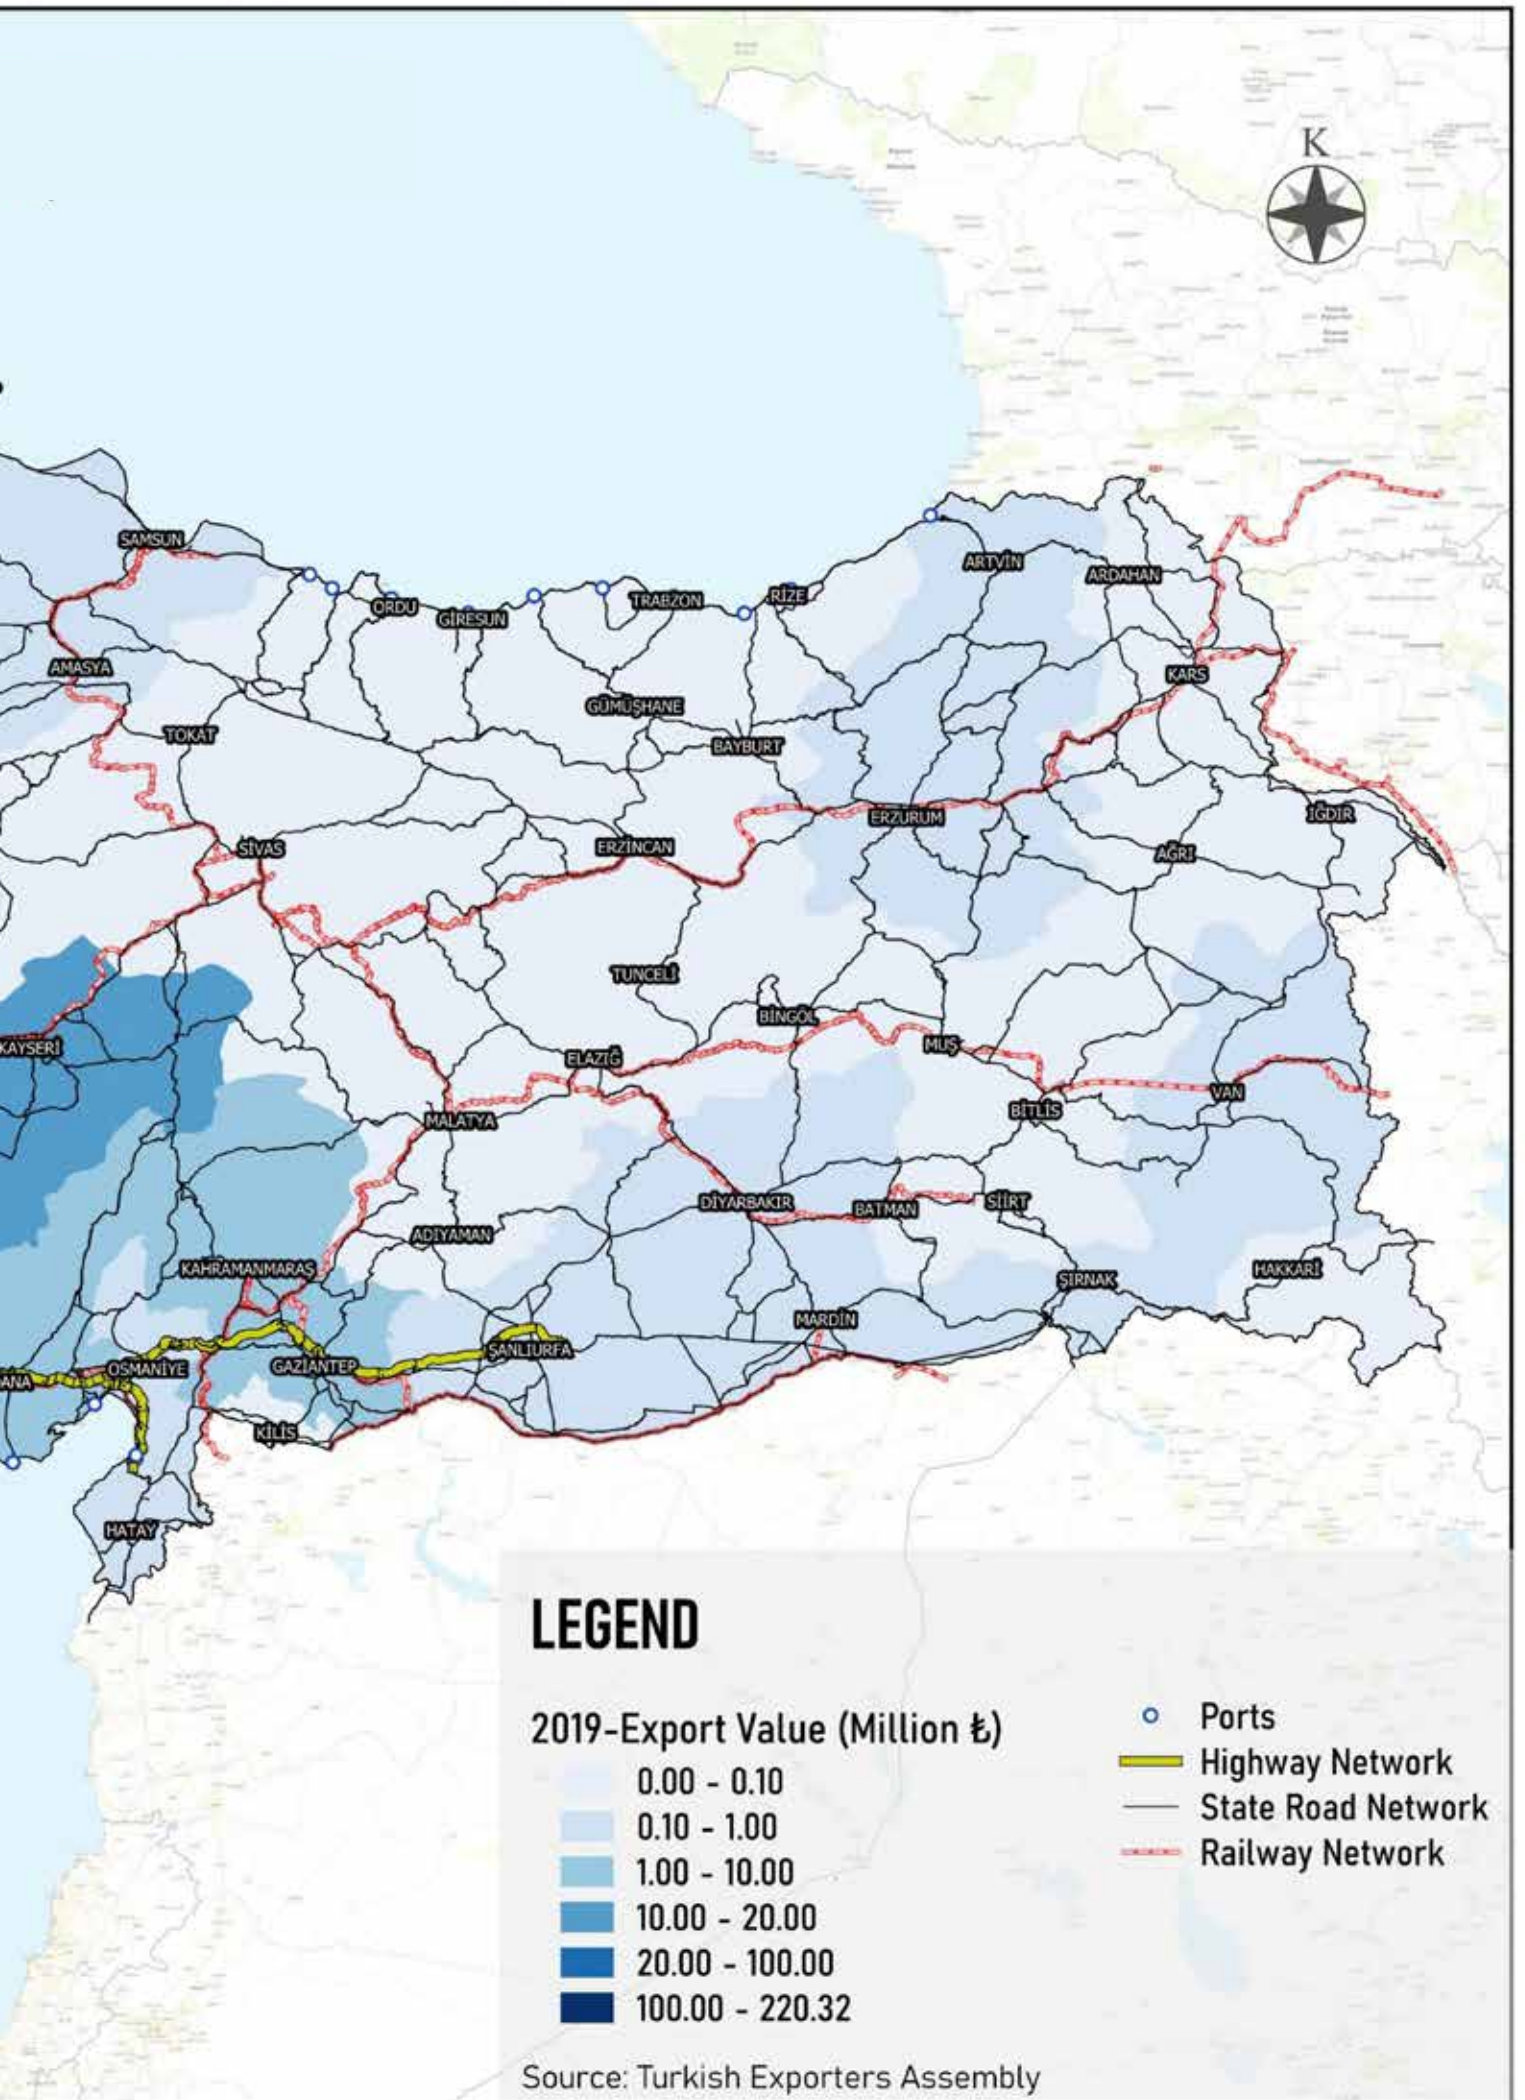 K
SAMSUN
ARTVİN
ARDAHAN
ORDU
GİRESUN
TRABZON
RİZE
AMASYA
KARS
GÜMÜŞHANE
TOKAT
BAYBURT
ERZURUM
IĞDIR
SİVAS
ERZİNCAN
AĞRI
TUNCELİ
BİNGÖL
KAYSERİ
ELAZIĞ
MUŞ
VAN
MALATYA
BİTLİS
DİYARBAKIR
BATMAN
SİİRT
ADIYAMAN
KAHRAMANMARAŞ
ŞIRNAK
HAKKARİ
MARDİN
ŞANLIURFA
ANA
OSMANİYE
GAZİANTEP
KİLİS
HATAY
LEGEND
2019-Export Value (Million ₺)
0.00 - 0.10
0.10 - 1.00
1.00 - 10.00
10.00 - 20.00
20.00 - 100.00
100.00 - 220.32
Ports
Highway Network
State Road Network
Railway Network
Source: Turkish Exporters Assembly